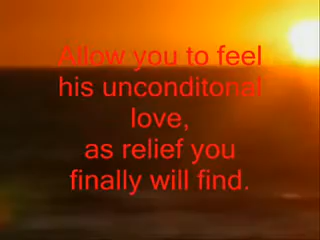 Allow you to feel
his unconditonal
love,
as relief you
finally will find.